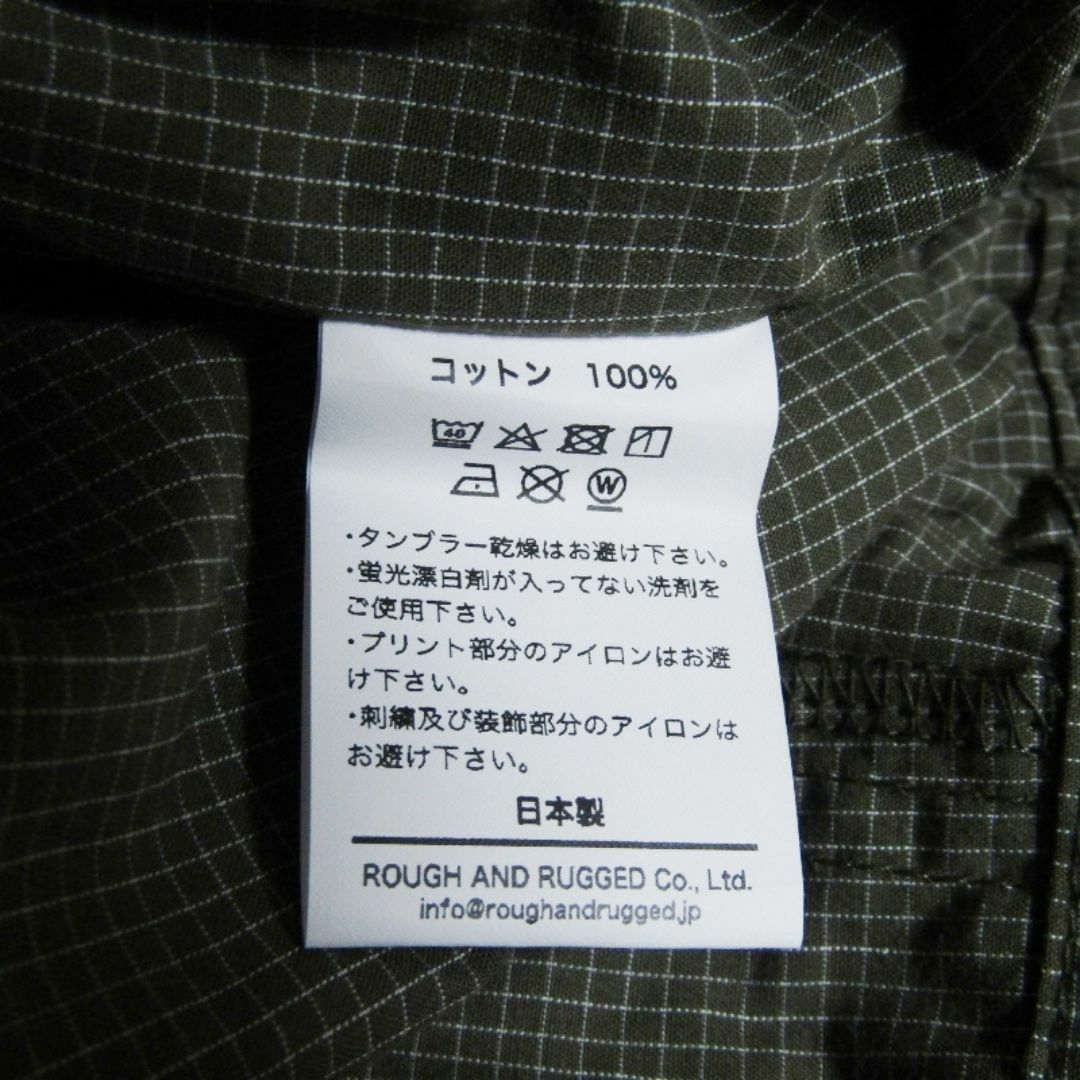 コットン 100%
40
W
・タンブラー乾燥はお避け下さい。
・蛍光漂白剤が入ってない洗剤を
ご使用下さい。
・プリント部分のアイロンはお避
け下さい。
・刺繍及び装飾部分のアイロンは
お避け下さい。
日本製
ROUGH AND RUGGED Co., Ltd.
info@roughandrugged.jp